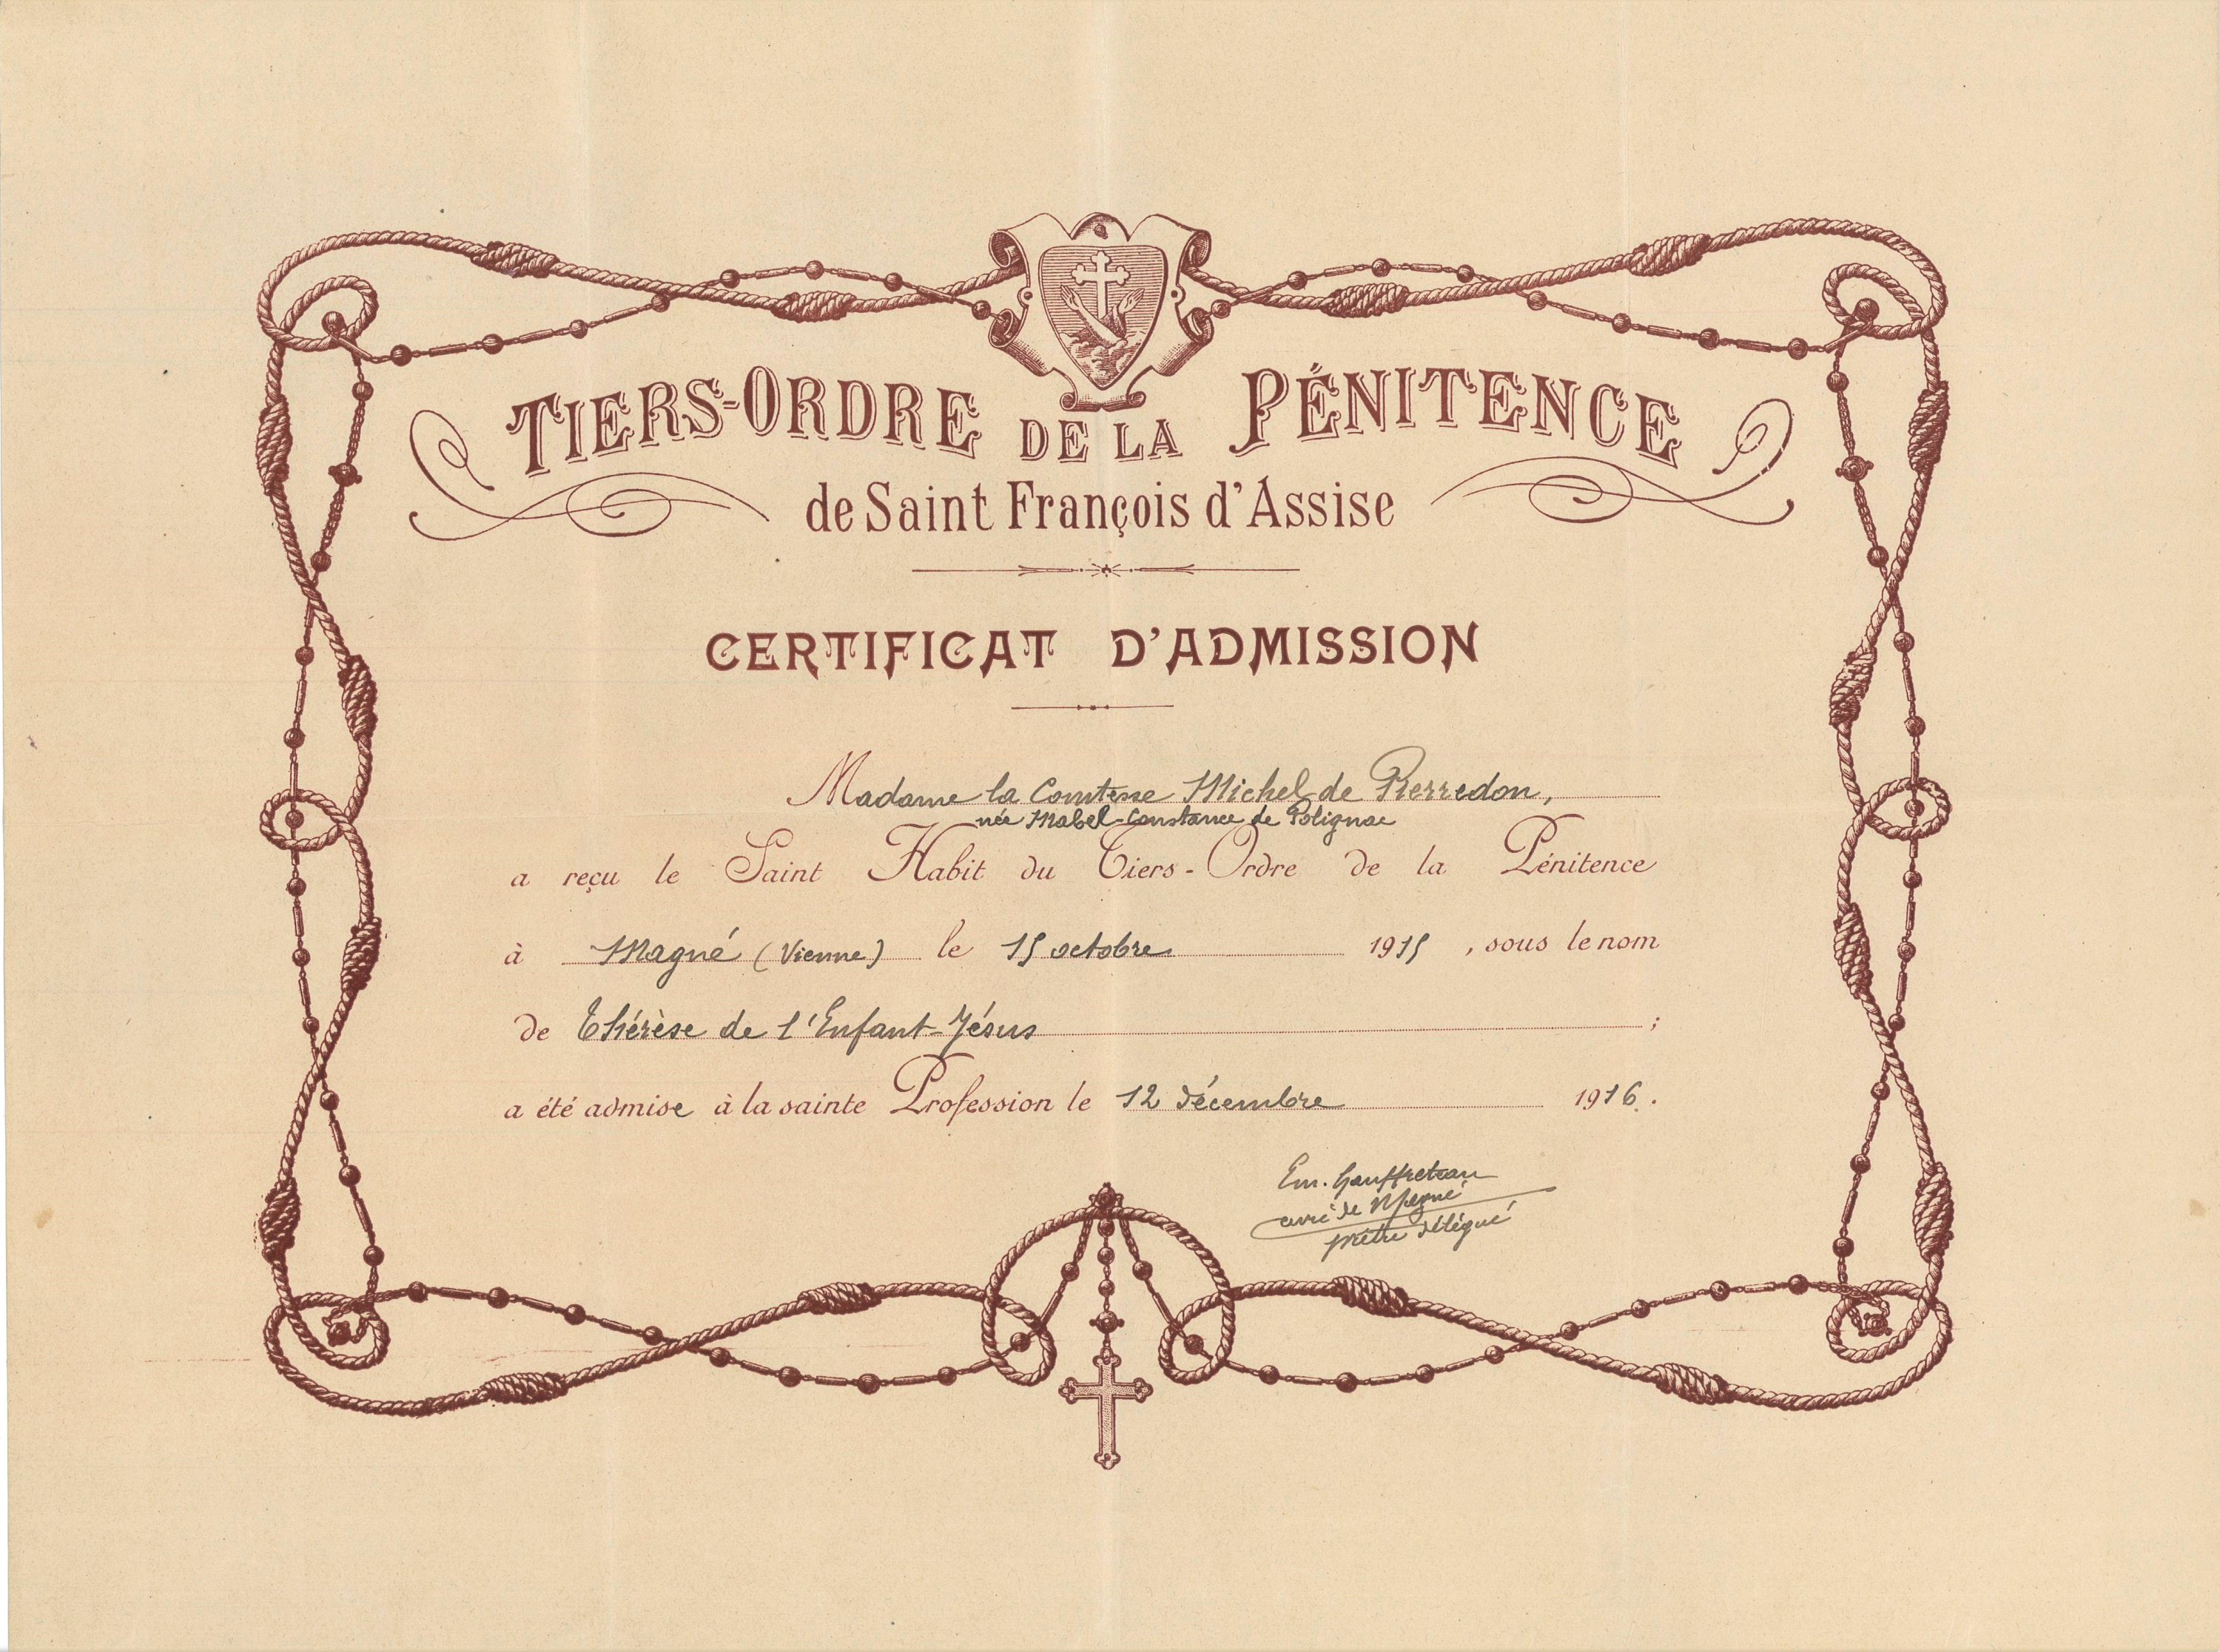 TIERS-ORDRE DE LA PÉNITENCE
de Saint François d'Assise
CERTIFICAT D'ADMISSION
Madame la Comtesse Michel de Pierredon,
née Mabel-Constance de Polignac
a reçu le Saint Habit du Tiers-Ordre de la Pénitence
à Magné (Vienne) le 15 octobre 1915, sous le nom
de Thérèse de l'Enfant-Jésus ;
a été admise à la sainte Profession le 12 décembre 1916.
Em. Gauffreteau
curé de Magné
prêtre délégué